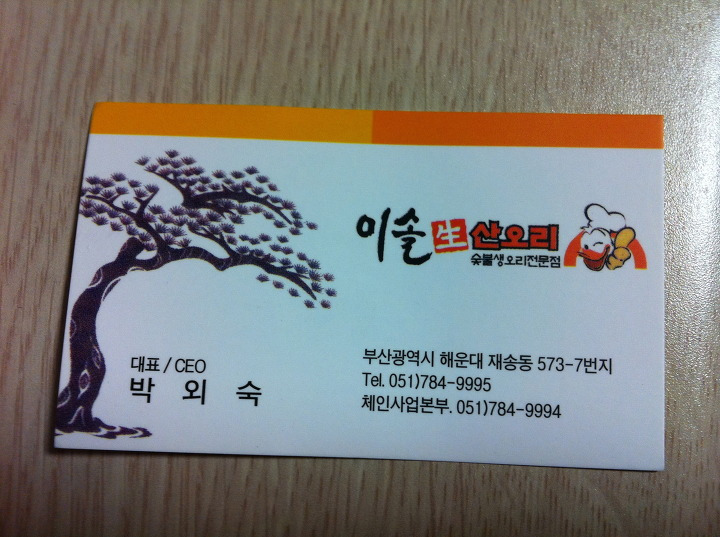 이솔 生 산오리
숯불생오리전문점
대표 / CEO
박 외 숙
부산광역시 해운대 재송동 573-7번지
Tel. 051)784-9995
체인사업본부. 051)784-9994